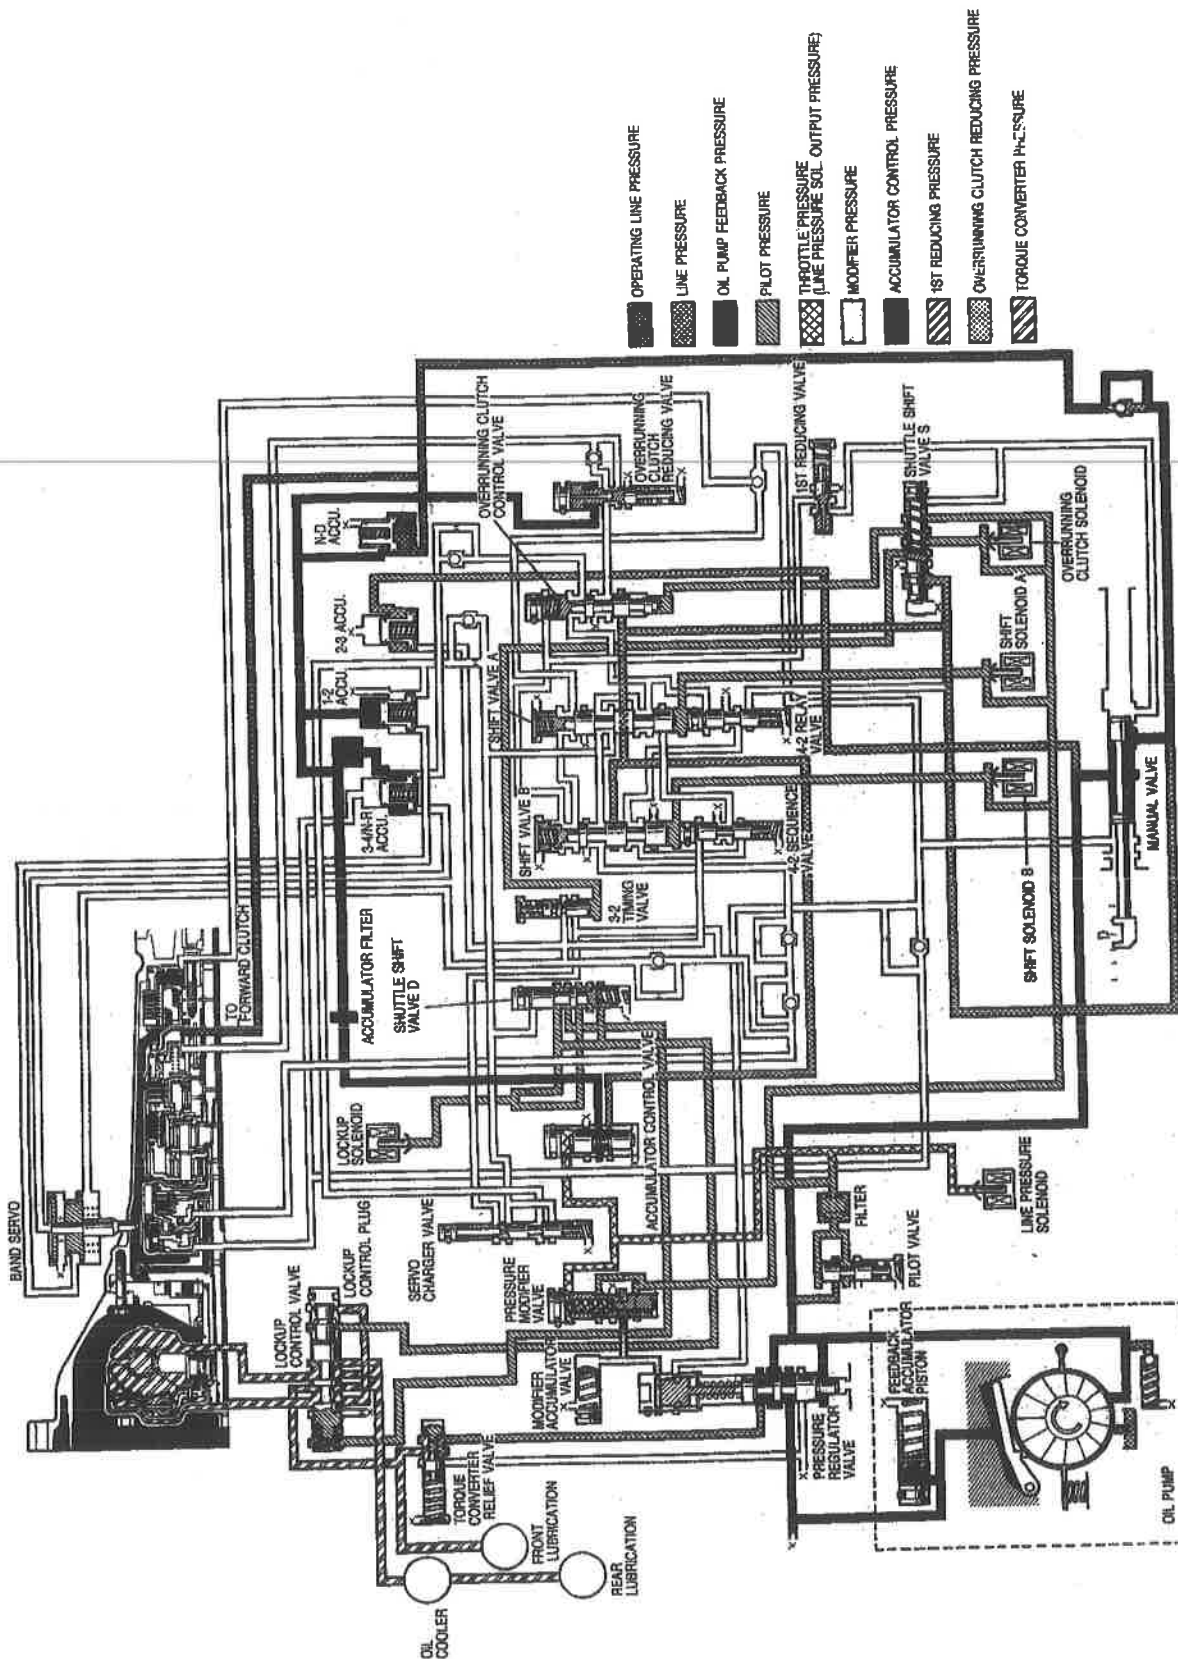 BAND SERVO
TO
FORWARD CLUTCH
ACCUMULATOR FILTER
SHUTTLE SHIFT
VALVE D
3-4/N-R
ACCU.
1-2
ACCU.
2-3 ACCU.
N-D
ACCU.
LOCKUP
CONTROL VALVE
LOCKUP
CONTROL PLUG
LOCKUP
SOLENOID
SERVO
CHARGER VALVE
PRESSURE
MODIFIER
VALVE
MODIFIER
ACCUMULATOR
VALVE
ACCUMULATOR CONTROL VALVE
3-2
TIMING
VALVE
SHIFT VALVE B
SHIFT VALVE A
OVERRUNNING CLUTCH
CONTROL VALVE
OVERRUNNING
CLUTCH
REDUCING VALVE
4-2 SEQUENCE
VALVE
4-2 RELAY
VALVE
1ST REDUCING VALVE
SHUTTLE SHIFT
VALVE S
OVERRUNNING
CLUTCH SOLENOID
SHIFT
SOLENOID A
SHIFT SOLENOID B
MANUAL VALVE
D
TORQUE
CONVERTER
RELIEF VALVE
FRONT
LUBRICATION
REAR
LUBRICATION
OIL
COOLER
PRESSURE
REGULATOR
VALVE
FEEDBACK
ACCUMULATOR
PISTON
PILOT VALVE
FILTER
LINE PRESSURE
SOLENOID
OIL PUMP
OPERATING LINE PRESSURE
LINE PRESSURE
OIL PUMP FEEDBACK PRESSURE
PILOT PRESSURE
THROTTLE PRESSURE
(LINE PRESSURE SOL. OUTPUT PRESSURE)
MODIFIER PRESSURE
ACCUMULATOR CONTROL PRESSURE
1ST REDUCING PRESSURE
OVERRUNNING CLUTCH REDUCING PRESSURE
TORQUE CONVERTER PRESSURE